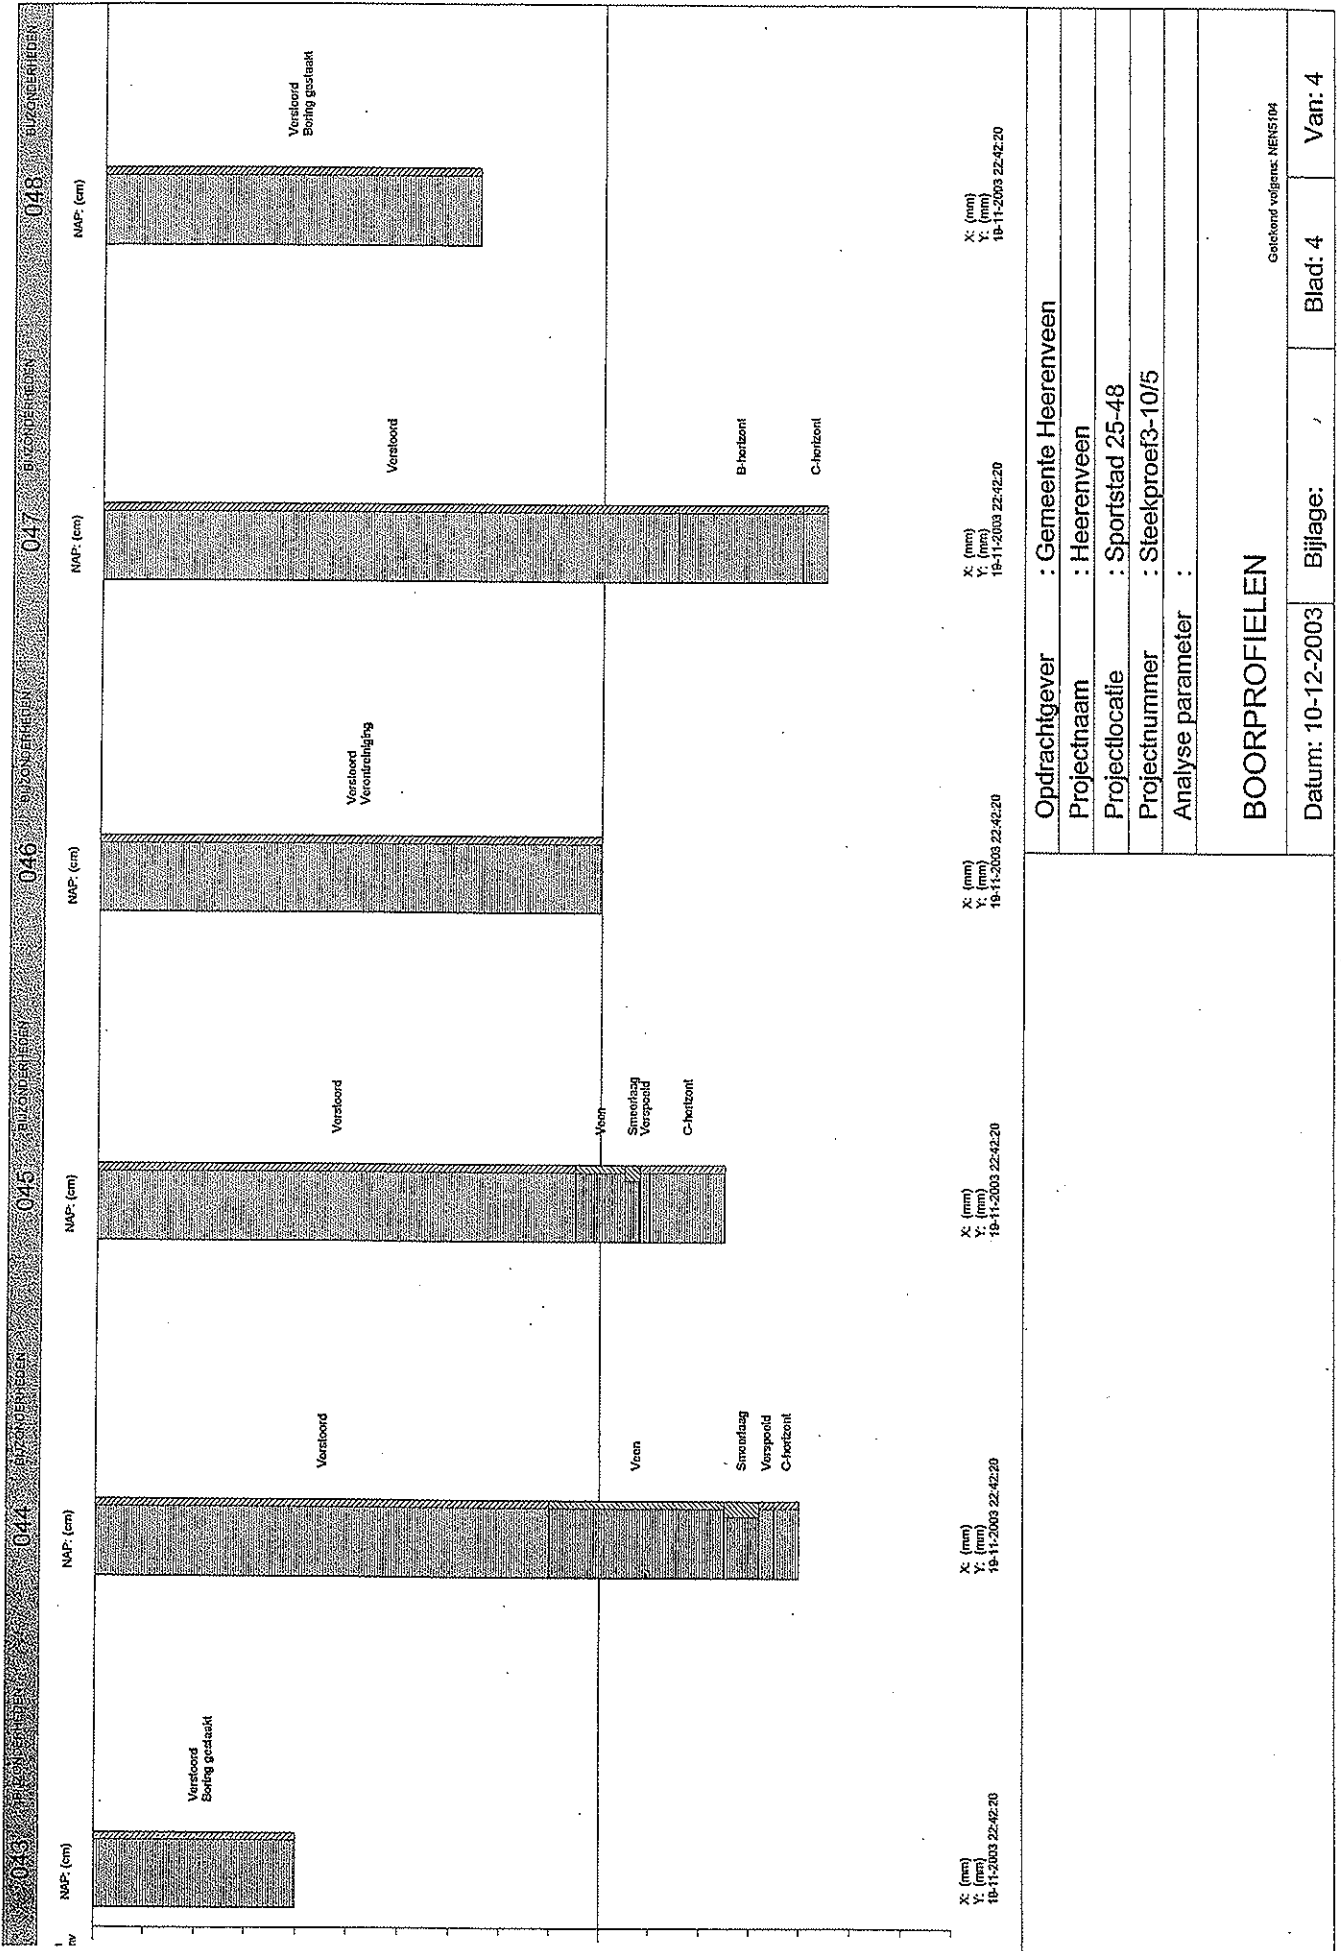 043 BIJZONDERHEDEN 044 BIJZONDERHEDEN 045 BIJZONDERHEDEN 046 BIJZONDERHEDEN 047 BIJZONDERHEDEN 048 BIJZONDERHEDEN
NAP: (cm) NAP: (cm) NAP: (cm) NAP: (cm) NAP: (cm) NAP: (cm)
Verstoord
Boring gestaakt
Verstoord
Veen
Smeerlaag
Verspoeld
C-horizont
Verstoord
Veen
Smeerlaag
Verspoeld
C-horizont
Verstoord
Verontreiniging
Verstoord
B-horizont
C-horizont
Verstoord
Boring gestaakt
X: (mm)
Y: (mm)
19-11-2003 22:42:20
X: (mm)
Y: (mm)
19-11-2003 22:42:20
X: (mm)
Y: (mm)
19-11-2003 22:42:20
X: (mm)
Y: (mm)
19-11-2003 22:42:20
X: (mm)
Y: (mm)
19-11-2003 22:42:20
X: (mm)
Y: (mm)
19-11-2003 22:42:20
Opdrachtgever : Gemeente Heerenveen
Projectnaam : Heerenveen
Projectlocatie : Sportstad 25-48
Projectnummer : Steekproef3-10/5
Analyse parameter :
BOORPROFIELEN
Getekend volgens: NEN5104
Datum: 10-12-2003 Bijlage: Blad: 4 Van: 4